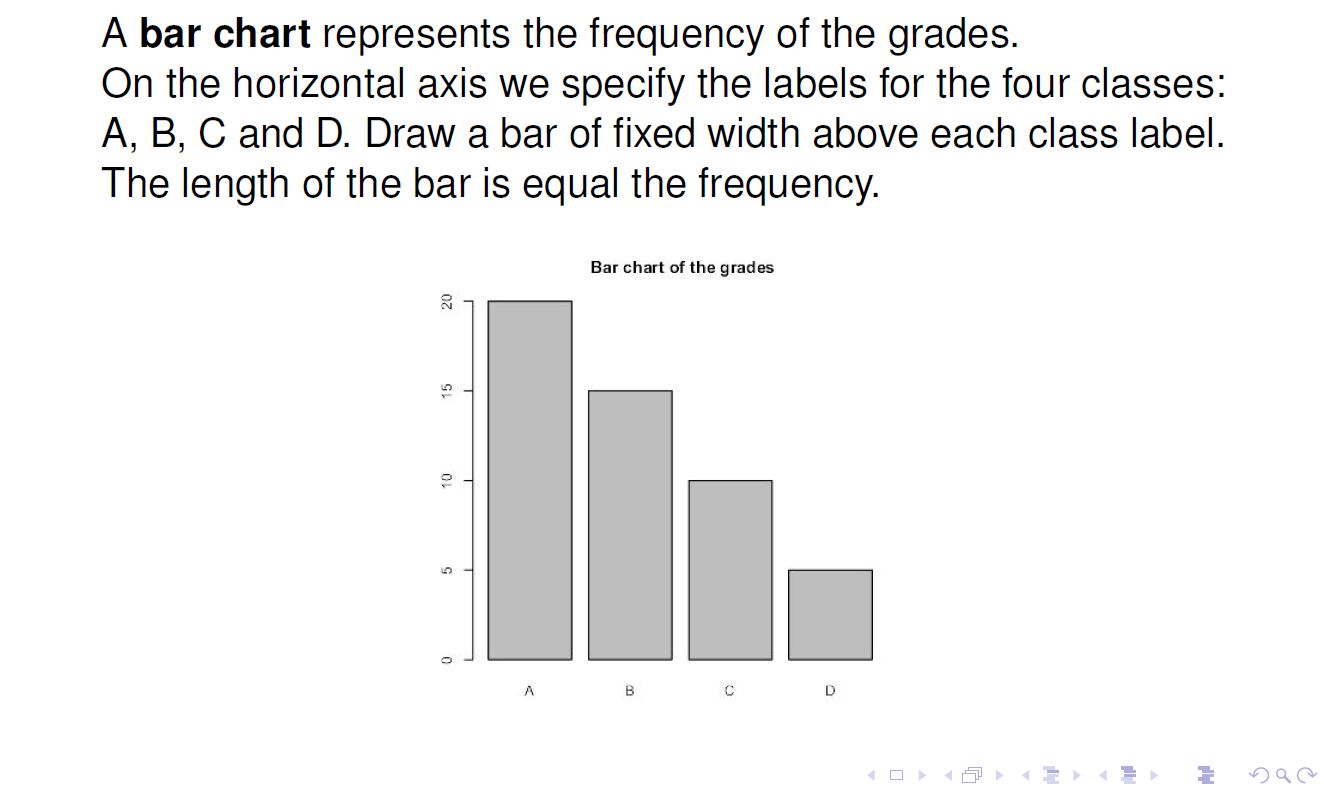 A bar chart represents the frequency of the grades.
On the horizontal axis we specify the labels for the four classes:
A, B, C and D. Draw a bar of fixed width above each class label.
The length of the bar is equal the frequency.
Bar chart of the grades
20
15
10
5
0
A B C D